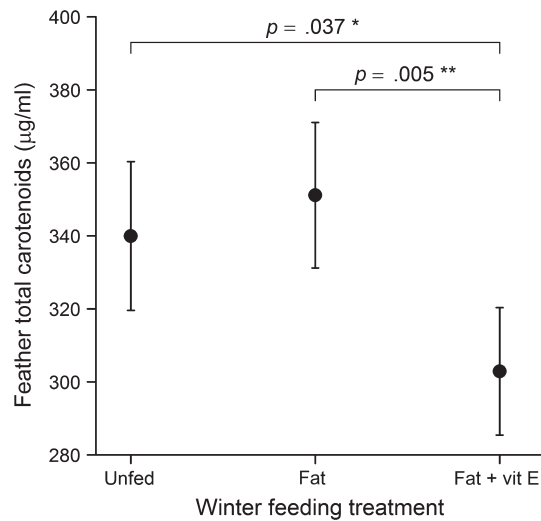 400
380
360
340
320
300
280
Feather total carotenoids (µg/ml)
p = .037 *
p = .005 **
Unfed Fat Fat + vit E
Winter feeding treatment